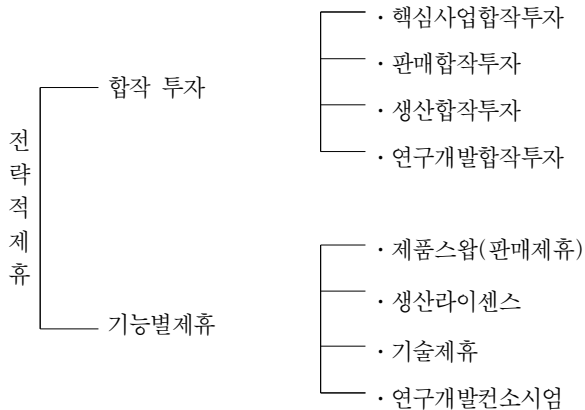 전략적제휴
합작 투자
· 핵심사업합작투자
· 판매합작투자
· 생산합작투자
· 연구개발합작투자
기능별제휴
· 제품스왑(판매제휴)
· 생산라이센스
· 기술제휴
· 연구개발컨소시엄